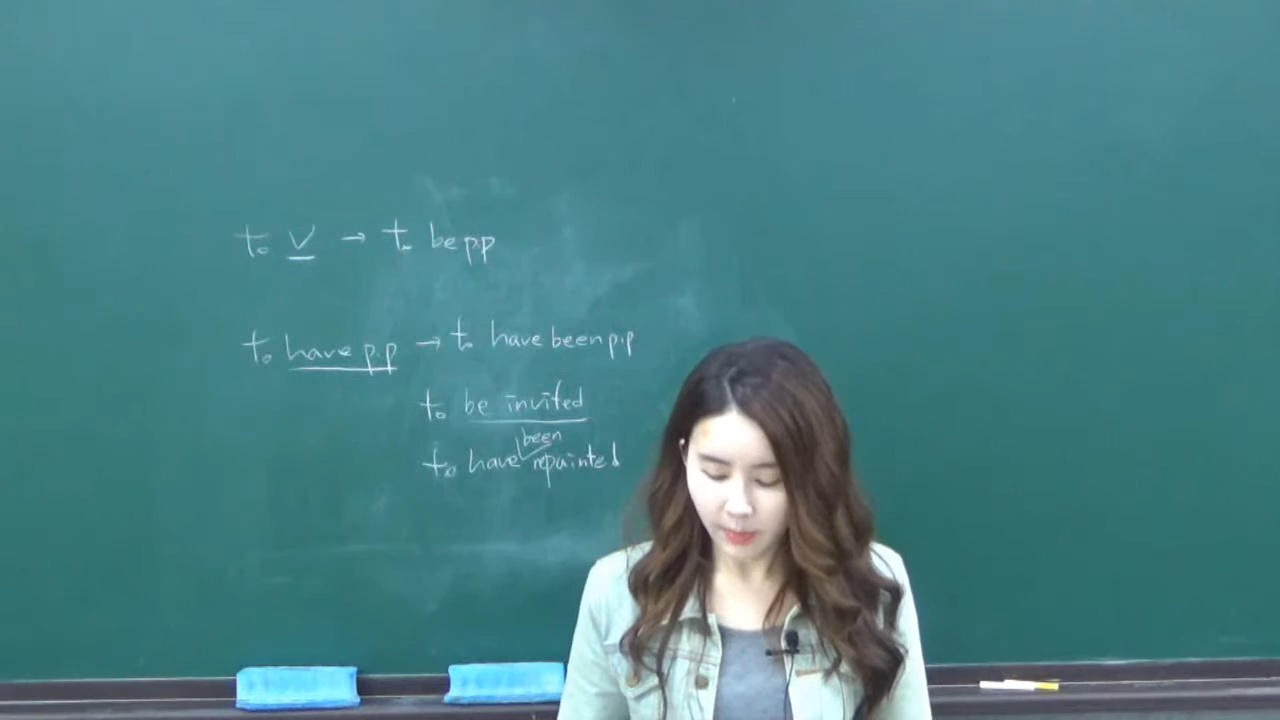 to V → to be p.p
to have p.p → to have been p.p
to be invited
been
to have repainted